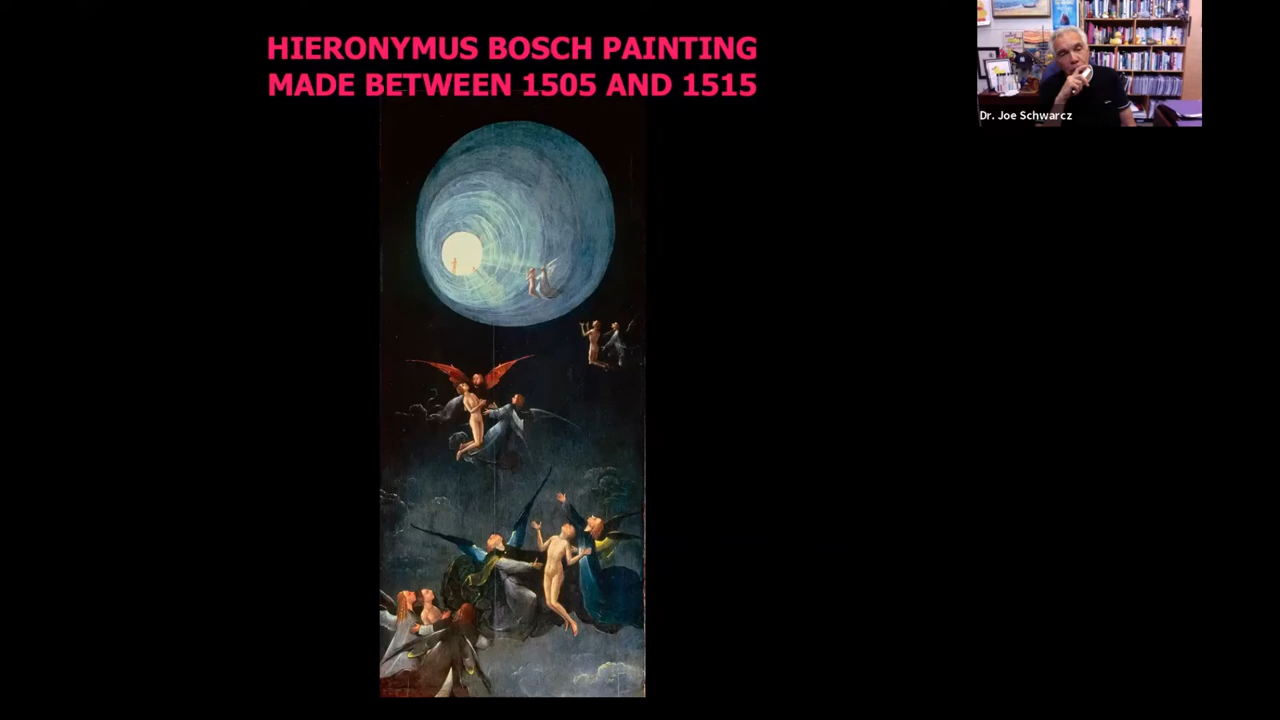 HIERONYMUS BOSCH PAINTING
MADE BETWEEN 1505 AND 1515
Dr. Joe Schwarcz